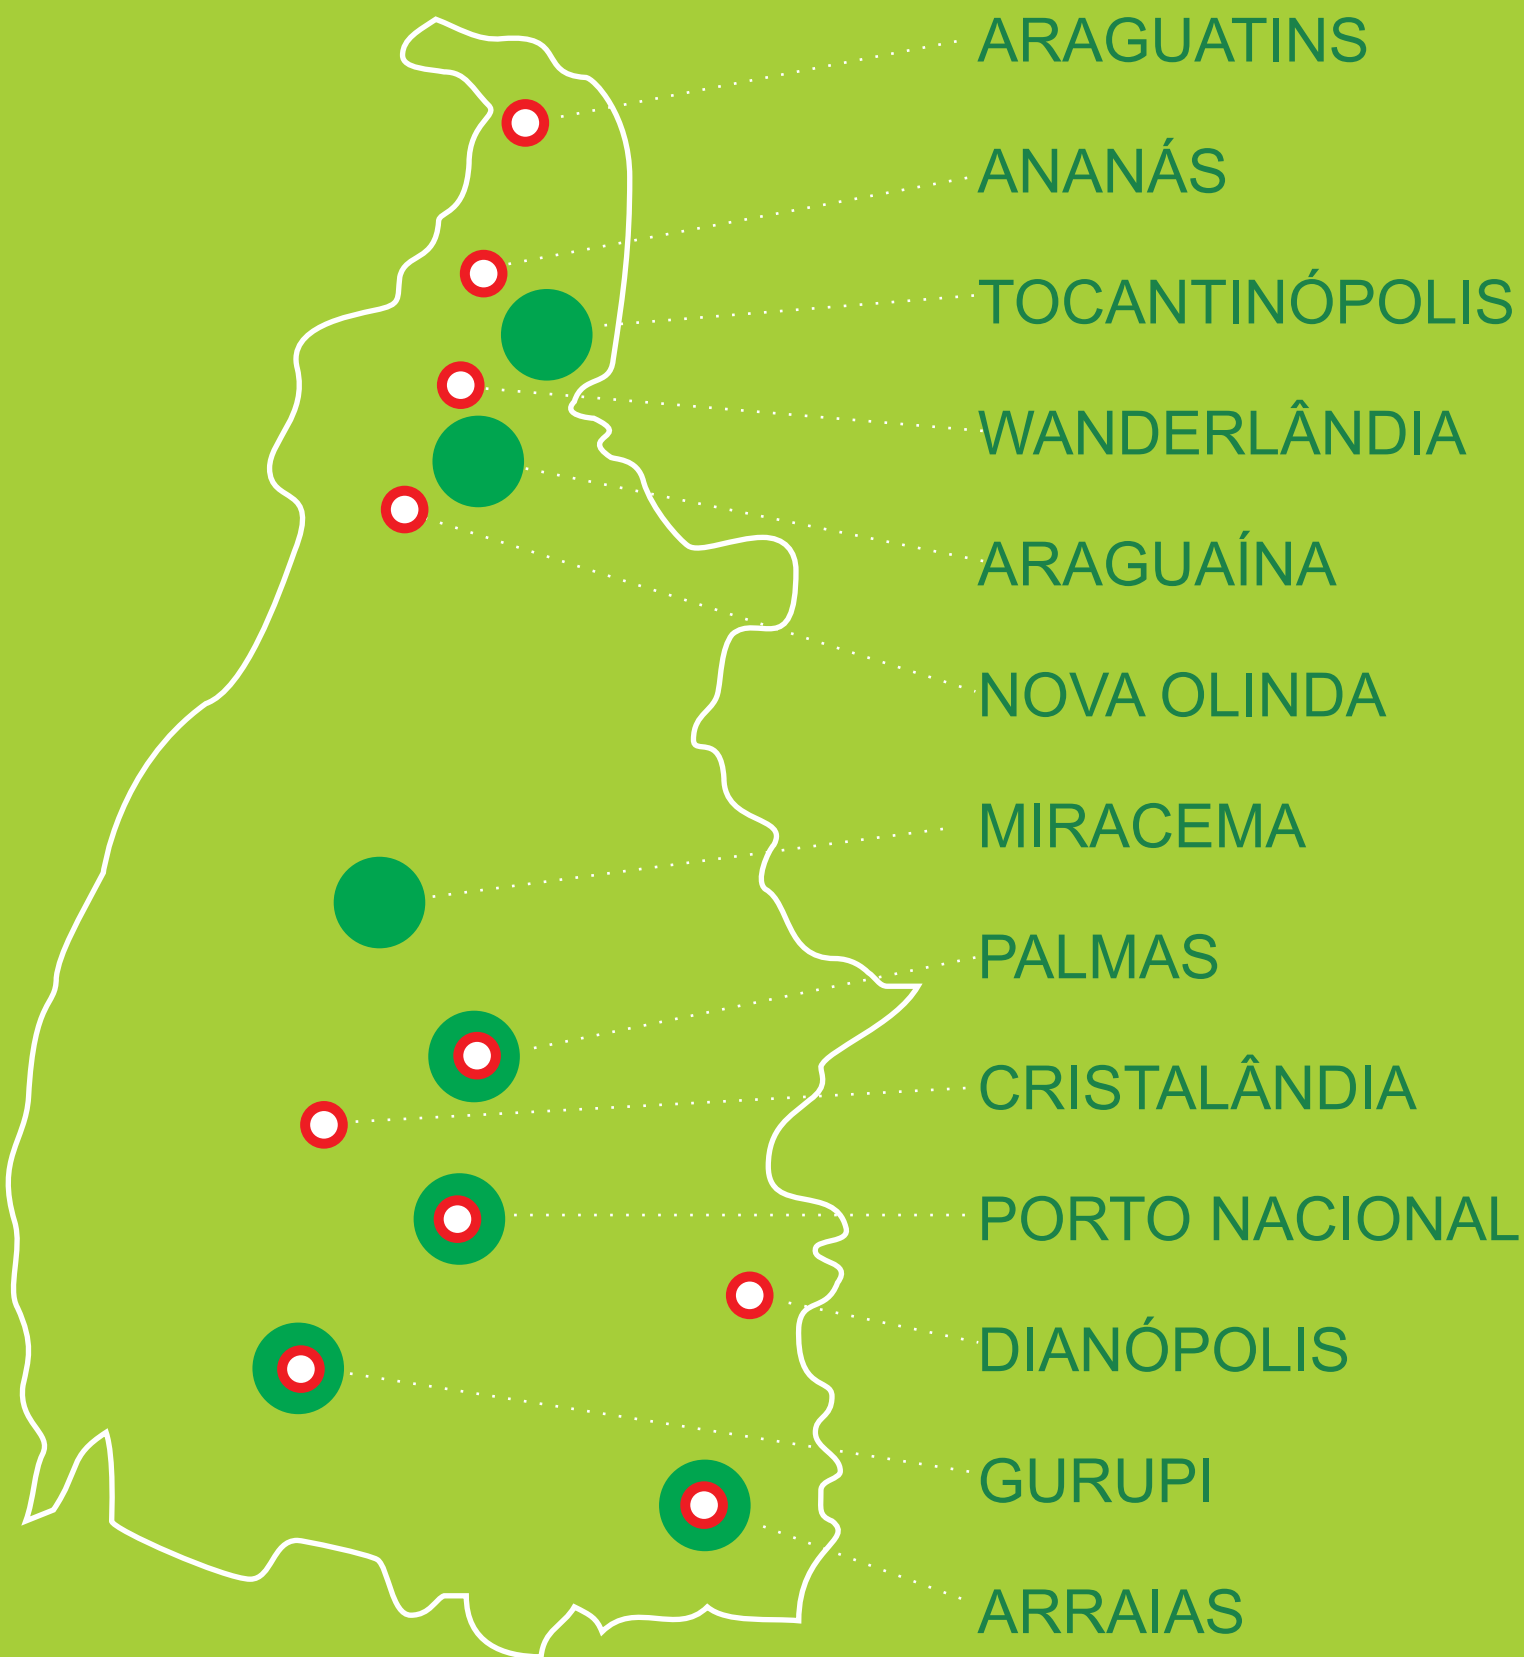 ARAGUATINS
ANANÁS
TOCANTINÓPOLIS
WANDERLÂNDIA
ARAGUAÍNA
NOVA OLINDA
MIRACEMA
PALMAS
CRISTALÂNDIA
PORTO NACIONAL
DIANÓPOLIS
GURUPI
ARRAIAS